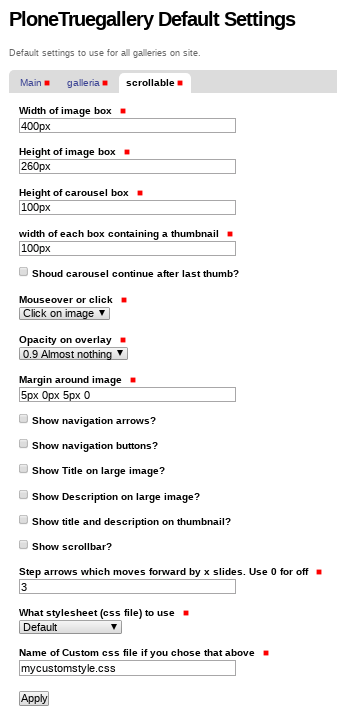 PloneTruegallery Default Settings
Default settings to use for all galleries on site.
Main galleria scrollable
Width of image box
400px
Height of image box
260px
Height of carousel box
100px
width of each box containing a thumbnail
100px
Shoud carousel continue after last thumb?
Mouseover or click
Click on image
Opacity on overlay
0.9 Almost nothing
Margin around image
5px 0px 5px 0
Show navigation arrows?
Show navigation buttons?
Show Title on large image?
Show Description on large image?
Show title and description on thumbnail?
Show scrollbar?
Step arrows which moves forward by x slides. Use 0 for off
3
What stylesheet (css file) to use
Default
Name of Custom css file if you chose that above
mycustomstyle.css
Apply